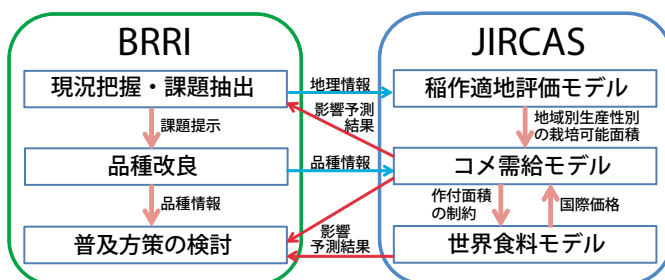 BRRI
JIRCAS
現況把握・課題抽出
地理情報
稲作適地評価モデル
影響予測
結果
課題提示
地域別生産性別
の栽培可能面積
品種改良
品種情報
コメ需給モデル
品種情報
作付面積
の制約
国際価格
普及方策の検討
影響
予測結果
世界食料モデル